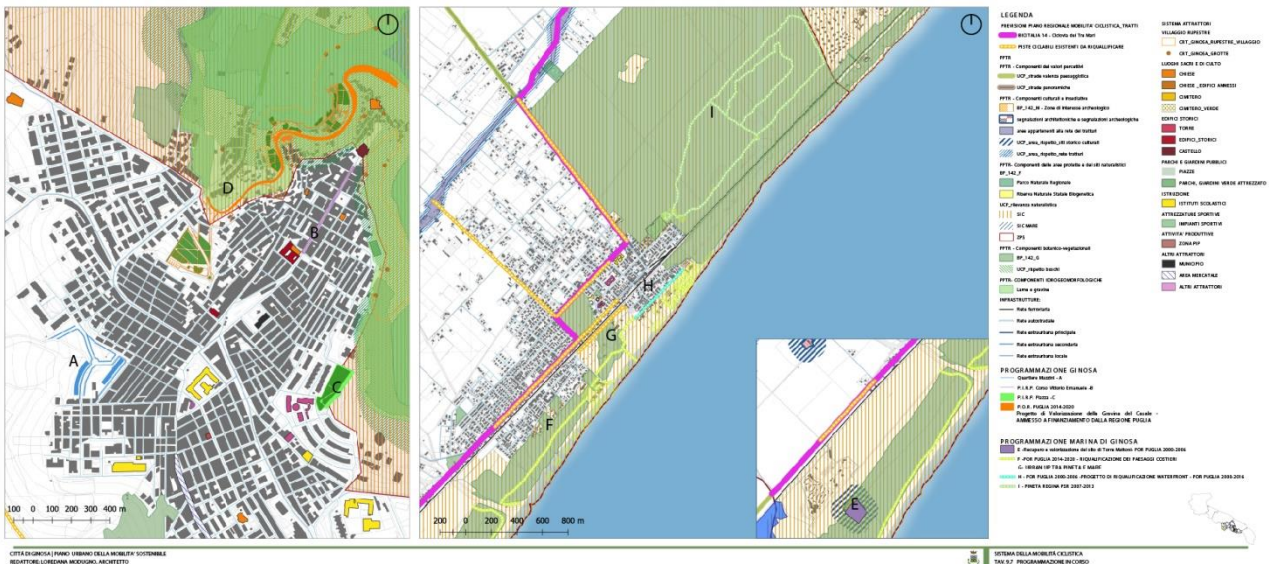 D
B
A
C
100 0 100 200 300 400 m
I
H
G
F
E
200 0 200 400 600 800 m
LEGENDA
PREVISIONI PIANO REGIONALE MOBILITA' CICLISTICA_TRATTI
BICITALIA 14 - Ciclovia dei Tre Mari
PISTE CICLABILI ESISTENTI DA RIQUALIFICARE
PPTR
PPTR - Componenti dei valori percettivi
UCP_strade valenza paesaggistica
UCP_strade panoramiche
PPTR - Componenti culturali e insediative
BP_142_M - Zone di interesse archeologico
segnalazioni architettoniche e segnalazioni archeologiche
aree appartenenti alla rete dei tratturi
UCP_area_rispetto_siti storico culturali
UCP_area_rispetto_rete tratturi
PPTR- Componenti delle aree protette e dei siti naturalistici
BP_142_F
Parco Naturale Regionale
Riserva Naturale Statale Biogenetica
UCP_rilevanza naturalistica
SIC
SIC MARE
ZPS
PPTR - Componenti botanico-vegetazionali
BP_142_G
UCP_rispetto boschi
PPTR- COMPONENTI IDROGEOMORFOLOGICHE
Lame e gravine
INFRASTRUTTURE:
Rete ferroviaria
Rete autostradale
Rete extraurbana principale
Rete extraurbana secondaria
Rete extraurbana locale
PROGRAMMAZIONE GINOSA
Quartiere Mazzini -A
P.I.R.P. Corso Vittorio Emanuele -B
P.I.R.P. Piazza -C
P.O.R. PUGLIA 2014-2020
Progetto di Valorizzazione della Gravina del Casale -
AMMESSO A FINANZIAMENTO DALLA REGIONE PUGLIA
PROGRAMMAZIONE MARINA DI GINOSA
E -Recupero e valorizzazione del sito di Torre Mattoni- POR PUGLIA 2000-2006
F -POR PUGLIA 2014-2020 - RIQUALIFICAZIONE DEI PAESAGGI COSTIERI
G- URBAN UP TRA PINETA E MARE
H - POR PUGLIA 2000-2006 -PROGETTO DI RIQUALIFICAZIONE WATERFRONT - POR PUGLIA 2000-2016
I - PINETA REGINA PSR 2007-2013
SISTEMA ATTRATTORI
VILLAGGIO RUPESTRE
CET_GINOSA_RUPESTRE_VILLAGGIO
CET_GINOSA_GROTTE
LUOGHI SACRI E DI CULTO
CHIESE
CHIESE _EDIFICI ANNESSI
CIMITERO
CIMITERO_VERDE
EDIFICI STORICI
TORRE
EDIFICI_STORICI
CASTELLO
PARCHI E GIARDINI PUBBLICI
PIAZZE
PARCHI, GIARDINI VERDE ATTREZZATO
ISTRUZIONE
ISTITUTI SCOLASTICI
ATTREZZATURE SPORTIVE
IMPIANTI SPORTIVI
ATTIVITA' PRODUTTIVE
ZONA PIP
ALTRI ATTRATTORI
MUNICIPIO
AREA MERCATALE
ALTRI ATTRATTORI
CITTÀ DI GINOSA | PIANO URBANO DELLA MOBILITA' SOSTENIBILE
REDATTORE: LOREDANA MODUGNO, ARCHITETTO
SISTEMA DELLA MOBILITÀ CICLISTICA
TAV. 9.7 PROGRAMMAZIONE IN CORSO